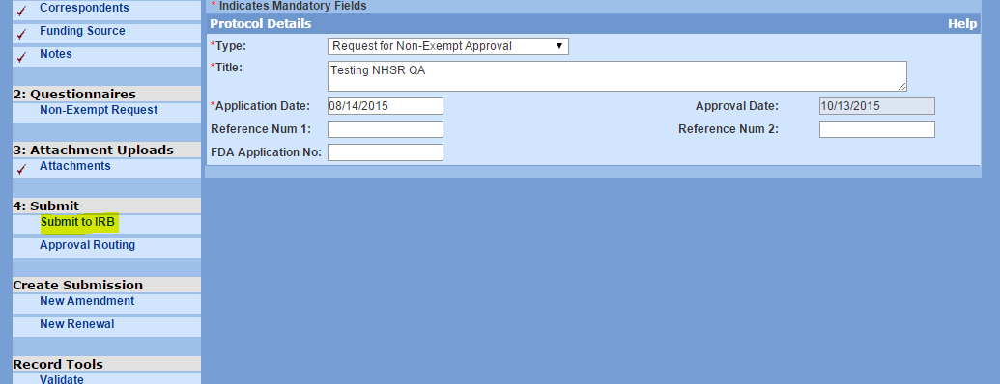 Correspondents
Funding Source
Notes
2: Questionnaires
Non-Exempt Request
3: Attachment Uploads
Attachments
4: Submit
Submit to IRB
Approval Routing
Create Submission
New Amendment
New Renewal
Record Tools
Validate
* Indicates Mandatory Fields
Protocol Details Help
*Type: Request for Non-Exempt Approval
*Title: Testing NHSR QA
*Application Date: 08/14/2015 Approval Date: 10/13/2015
Reference Num 1: Reference Num 2:
FDA Application No: